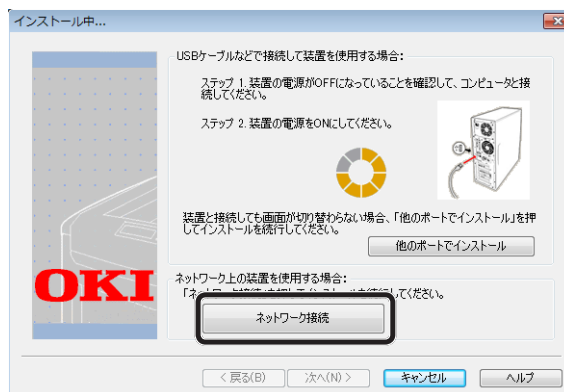 インストール中...
USBケーブルなどで接続して装置を使用する場合:
ステップ 1. 装置の電源がOFFになっていることを確認して、コンピュータと接
続してください。
ステップ 2. 装置の電源をONにしてください。
装置と接続しても画面が切り替わらない場合、「他のポートでインストール」を押
してインストールを続行してください。
他のポートでインストール
OKI
ネットワーク上の装置を使用する場合:
してください。
ネットワーク接続
< 戻る(B)
次へ(N) >
キャンセル
ヘルプ